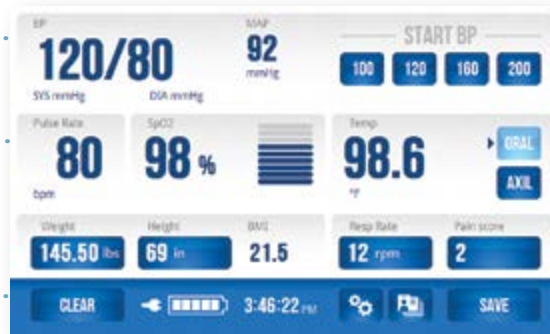 BP
MAP
START BP
120/80
92
mmHg
SYS mmHg
DIA mmHg
100 120 160 200
Pulse Rate
SpO2
Temp
80
98 %
98.6
ORAL
AXIL
bpm
°F
Weight
Height
BMI
Resp Rate
Pain score
145.50 lbs
69 in
21.5
12 rpm
2
CLEAR
3:46:22 PM
SAVE